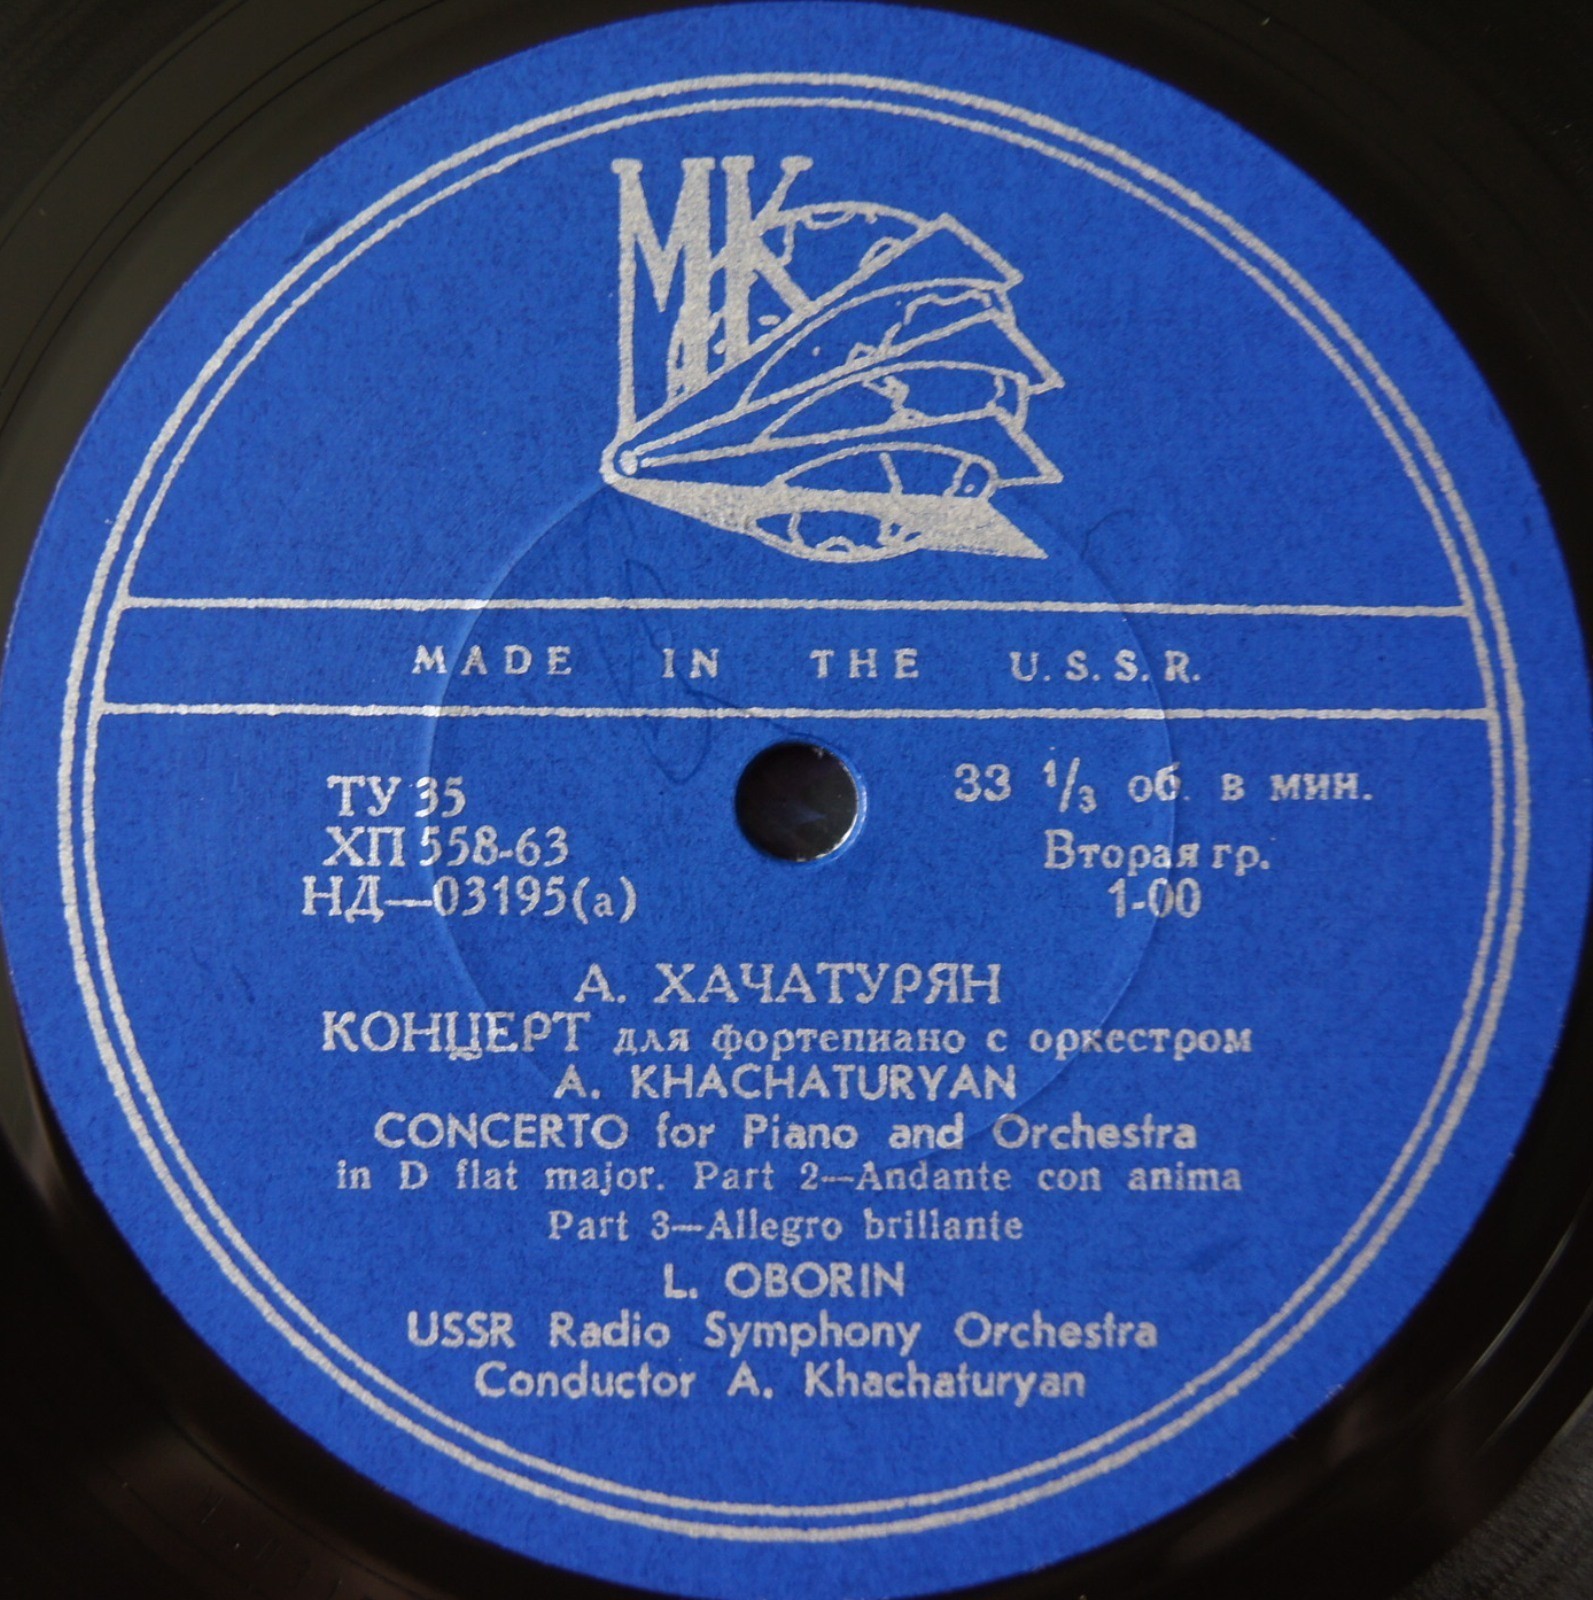 МК
MADE IN THE U.S.S.R.
ТУ 35
ХП 558-63
НД—03195(а)
33 1/3 об. в мин.
Вторая гр.
1-00
А. ХАЧАТУРЯН
КОНЦЕРТ для фортепиано с оркестром
A. KHACHATURYAN
CONCERTO for Piano and Orchestra
in D flat major. Part 2—Andante con anima
Part 3—Allegro brillante
L. OBORIN
USSR Radio Symphony Orchestra
Conductor A. Khachaturyan